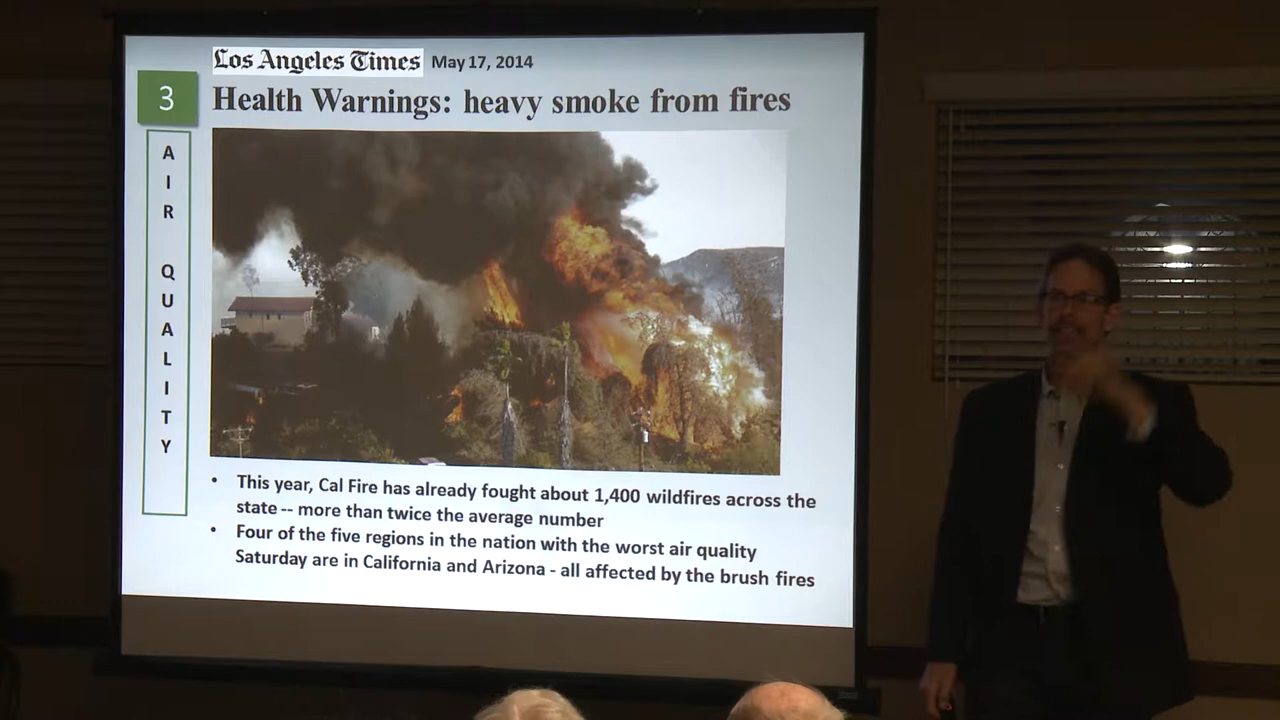 Los Angeles Times May 17, 2014
3
Health Warnings: heavy smoke from fires
AIR QUALITY
• This year, Cal Fire has already fought about 1,400 wildfires across the
state -- more than twice the average number
• Four of the five regions in the nation with the worst air quality
Saturday are in California and Arizona - all affected by the brush fires